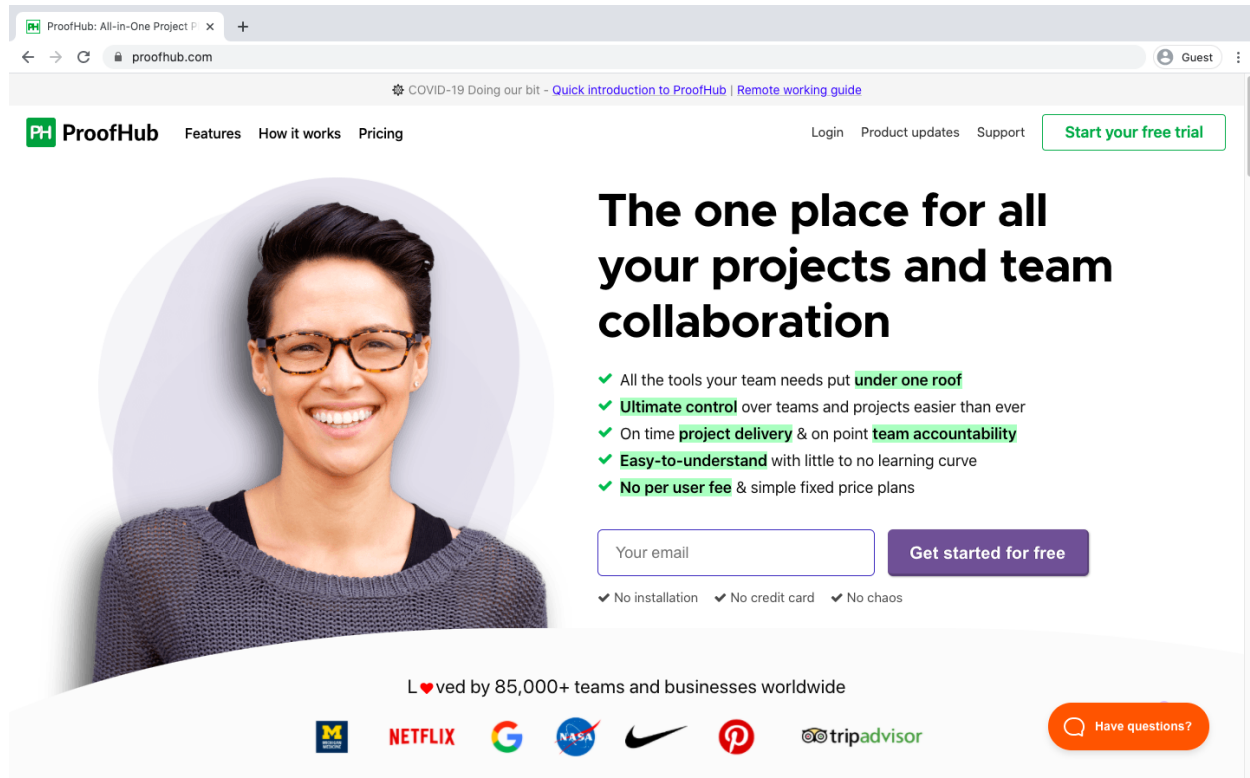 PH ProofHub: All-in-One Project P
proofhub.com
Guest
COVID-19 Doing our bit - Quick introduction to ProofHub | Remote working guide
PH ProofHub Features How it works Pricing Login Product updates Support Start your free trial
The one place for all
your projects and team
collaboration
All the tools your team needs put under one roof
Ultimate control over teams and projects easier than ever
On time project delivery & on point team accountability
Easy-to-understand with little to no learning curve
No per user fee & simple fixed price plans
Your email Get started for free
No installation No credit card No chaos
L♥ved by 85,000+ teams and businesses worldwide
M NETFLIX G NASA tripadvisor
Have questions?